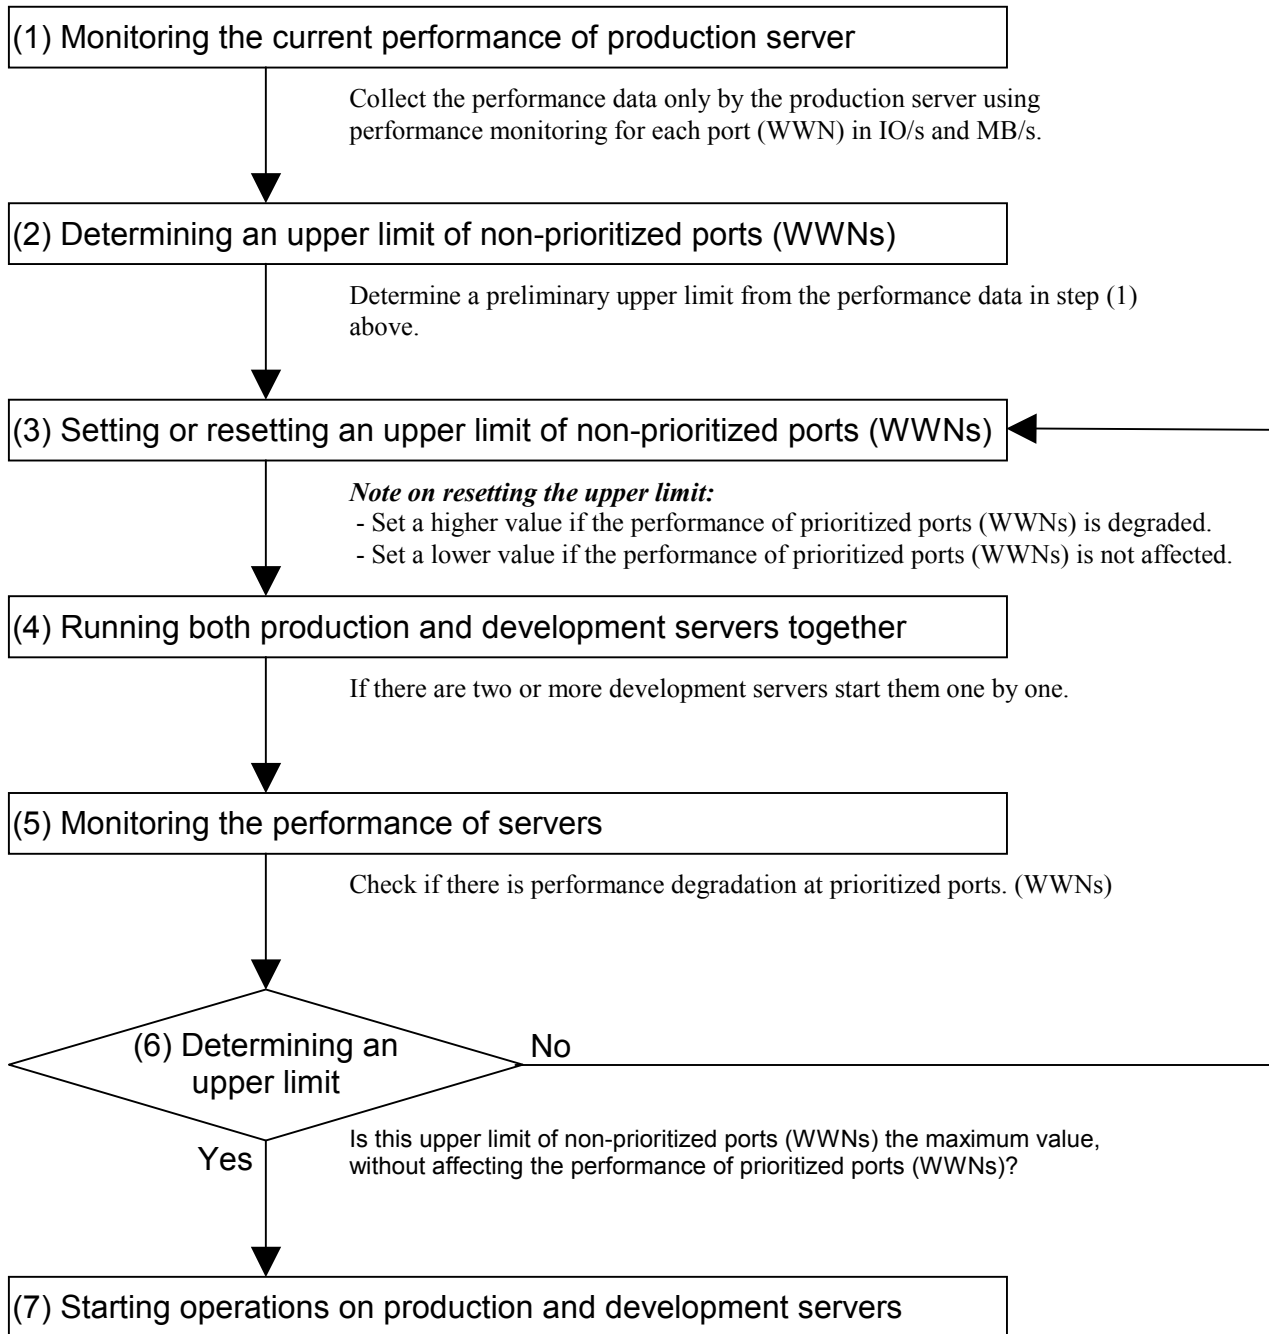 (1) Monitoring the current performance of production server
Collect the performance data only by the production server using
performance monitoring for each port (WWN) in IO/s and MB/s.
(2) Determining an upper limit of non-prioritized ports (WWNs)
Determine a preliminary upper limit from the performance data in step (1)
above.
(3) Setting or resetting an upper limit of non-prioritized ports (WWNs)
Note on resetting the upper limit:
- Set a higher value if the performance of prioritized ports (WWNs) is degraded.
- Set a lower value if the performance of prioritized ports (WWNs) is not affected.
(4) Running both production and development servers together
If there are two or more development servers start them one by one.
(5) Monitoring the performance of servers
Check if there is performance degradation at prioritized ports. (WWNs)
(6) Determining an
upper limit
No
Yes
Is this upper limit of non-prioritized ports (WWNs) the maximum value,
without affecting the performance of prioritized ports (WWNs)?
(7) Starting operations on production and development servers